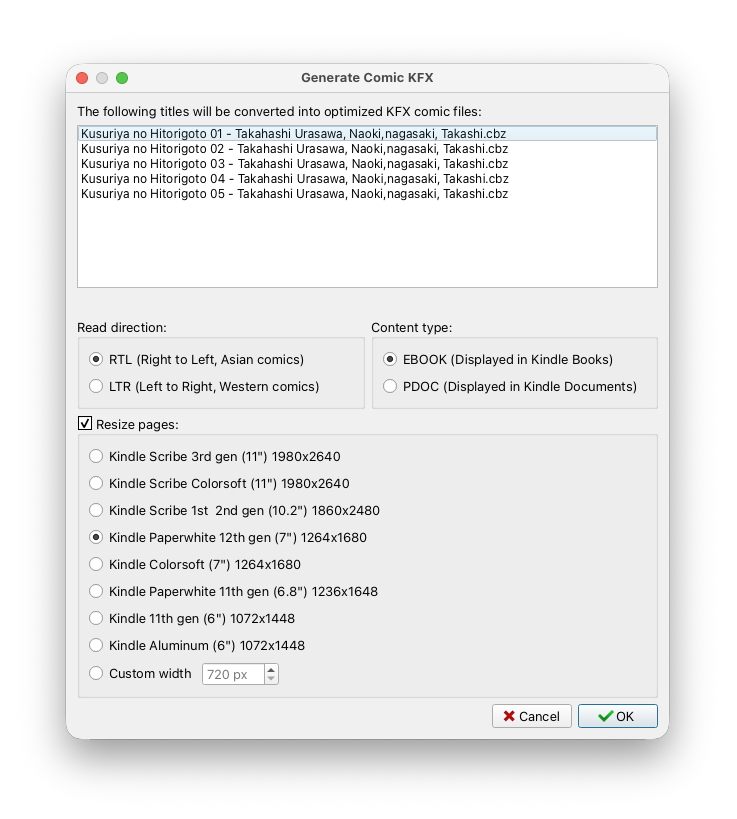 Generate Comic KFX
The following titles will be converted into optimized KFX comic files:
Kusuriya no Hitorigoto 01 - Takahashi Urasawa, Naoki,nagasaki, Takashi.cbz
Kusuriya no Hitorigoto 02 - Takahashi Urasawa, Naoki,nagasaki, Takashi.cbz
Kusuriya no Hitorigoto 03 - Takahashi Urasawa, Naoki,nagasaki, Takashi.cbz
Kusuriya no Hitorigoto 04 - Takahashi Urasawa, Naoki,nagasaki, Takashi.cbz
Kusuriya no Hitorigoto 05 - Takahashi Urasawa, Naoki,nagasaki, Takashi.cbz
Read direction:
RTL (Right to Left, Asian comics)
LTR (Left to Right, Western comics)
Content type:
EBOOK (Displayed in Kindle Books)
PDOC (Displayed in Kindle Documents)
Resize pages:
Kindle Scribe 3rd gen (11") 1980x2640
Kindle Scribe Colorsoft (11") 1980x2640
Kindle Scribe 1st  2nd gen (10.2") 1860x2480
Kindle Paperwhite 12th gen (7") 1264x1680
Kindle Colorsoft (7") 1264x1680
Kindle Paperwhite 11th gen (6.8") 1236x1648
Kindle 11th gen (6") 1072x1448
Kindle Aluminum (6") 1072x1448
Custom width 720 px
Cancel
OK